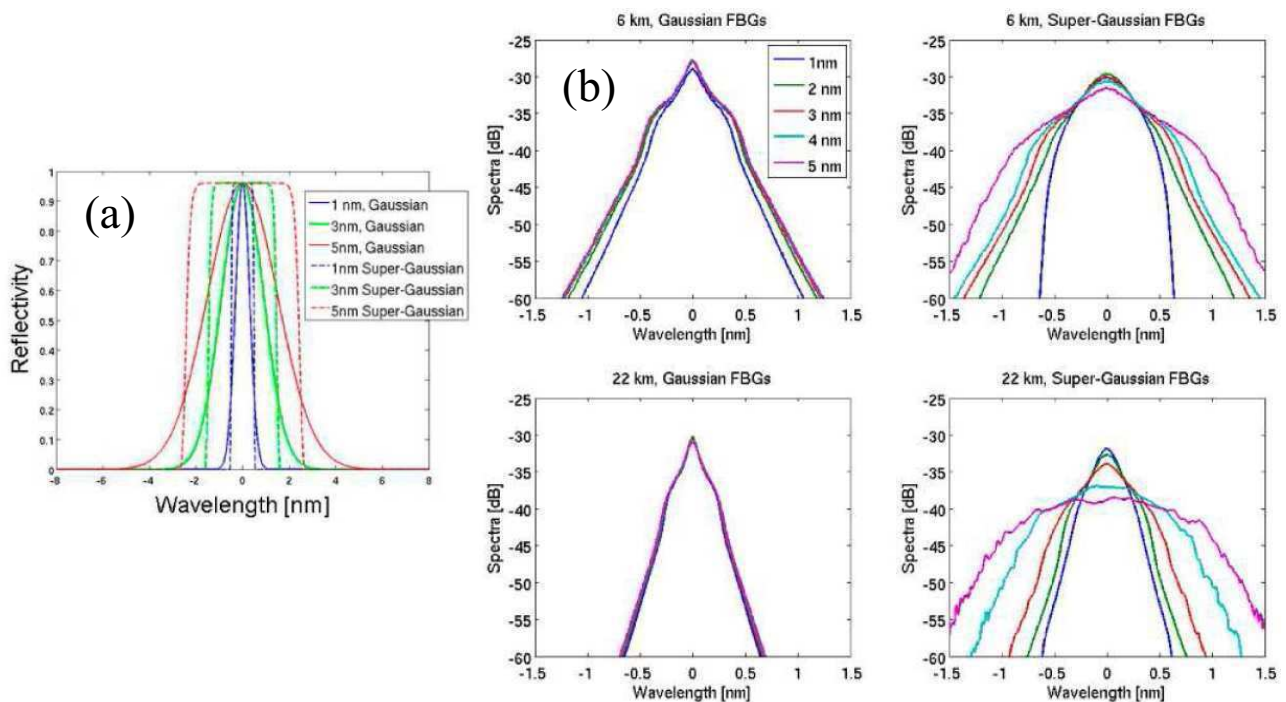 (a)
1
0.9
0.8
0.7
0.6
0.5
0.4
0.3
0.2
0.1
0
Reflectivity
-8 -6 -4 -2 0 2 4 6 8
Wavelength [nm]
1 nm, Gaussian
3nm, Gaussian
5nm, Gaussian
1nm Super-Gaussian
3nm Super-Gaussian
5nm Super-Gaussian
(b)
6 km, Gaussian FBGs
-25
-30
-35
-40
-45
-50
-55
-60
Spectra [dB]
-1.5 -1 -0.5 0 0.5 1 1.5
Wavelength [nm]
1nm
2 nm
3 nm
4 nm
5 nm
6 km, Super-Gaussian FBGs
-25
-30
-35
-40
-45
-50
-55
-60
Spectra [dB]
-1.5 -1 -0.5 0 0.5 1 1.5
Wavelength [nm]
22 km, Gaussian FBGs
-25
-30
-35
-40
-45
-50
-55
-60
Spectra [dB]
-1.5 -1 -0.5 0 0.5 1 1.5
Wavelength [nm]
22 km, Super-Gaussian FBGs
-25
-30
-35
-40
-45
-50
-55
-60
Spectra [dB]
-1.5 -1 -0.5 0 0.5 1 1.5
Wavelength [nm]